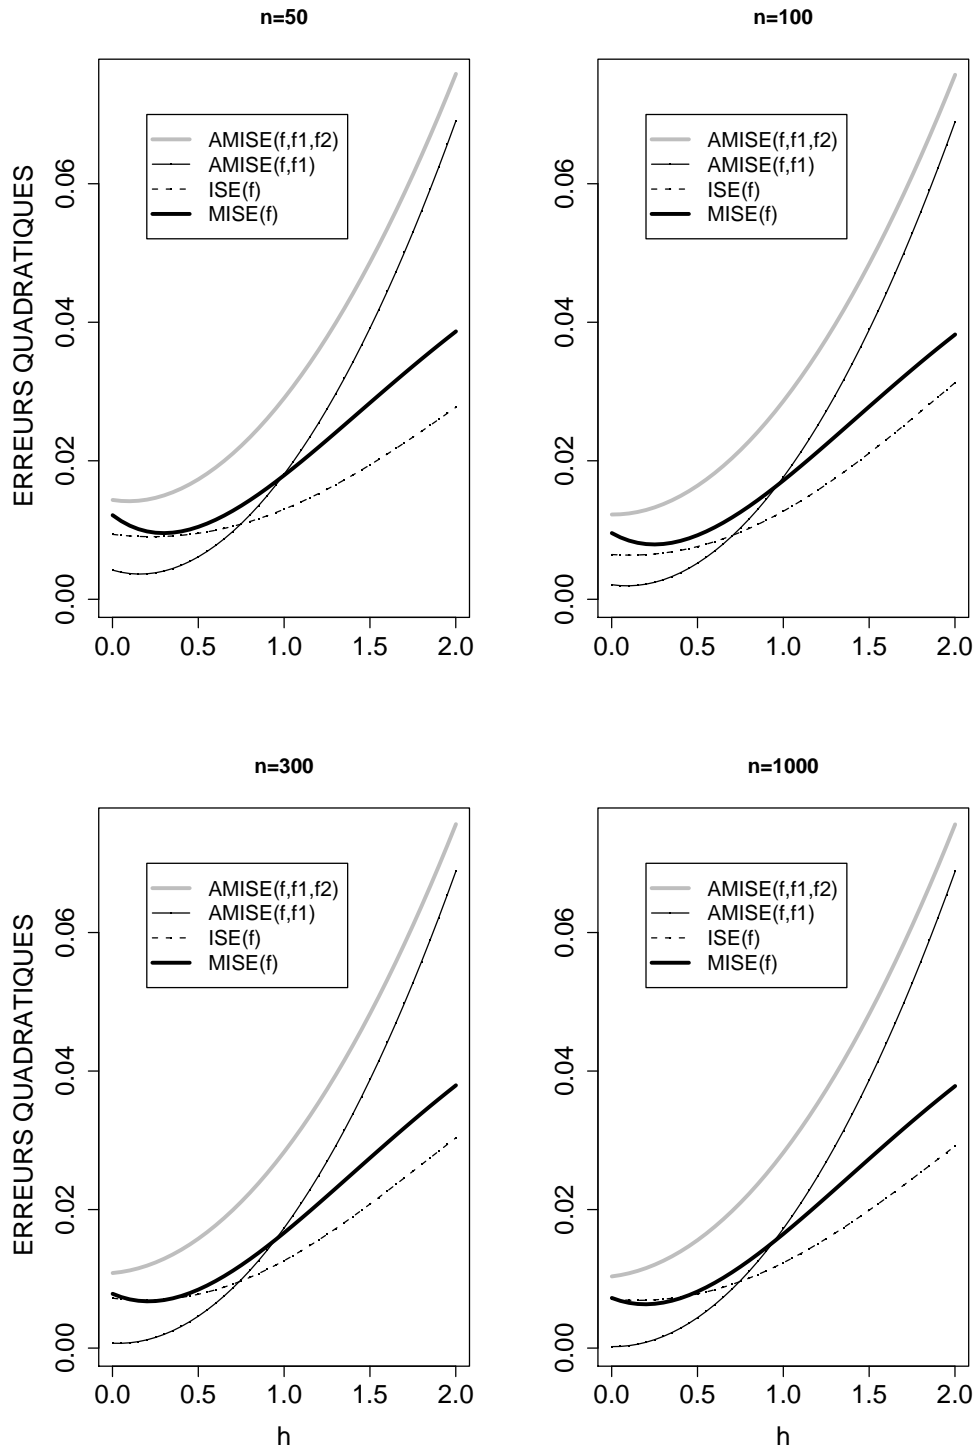 n=50
AMISE(f,f1,f2)
AMISE(f,f1)
ISE(f)
MISE(f)
ERREURS QUADRATIQUES
0.00 0.02 0.04 0.06
0.0 0.5 1.0 1.5 2.0
n=100
AMISE(f,f1,f2)
AMISE(f,f1)
ISE(f)
MISE(f)
0.00 0.02 0.04 0.06
0.0 0.5 1.0 1.5 2.0
n=300
AMISE(f,f1,f2)
AMISE(f,f1)
ISE(f)
MISE(f)
ERREURS QUADRATIQUES
0.00 0.02 0.04 0.06
0.0 0.5 1.0 1.5 2.0
h
n=1000
AMISE(f,f1,f2)
AMISE(f,f1)
ISE(f)
MISE(f)
0.00 0.02 0.04 0.06
0.0 0.5 1.0 1.5 2.0
h